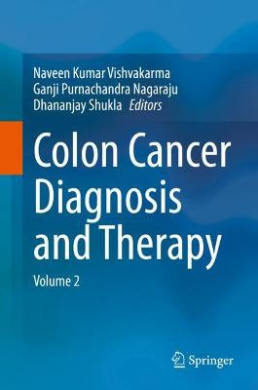 Naveen Kumar Vishvakarma
Ganji Purnachandra Nagaraju
Dhananjay Shukla Editors
Colon Cancer
Diagnosis
and Therapy
Volume 2
Springer